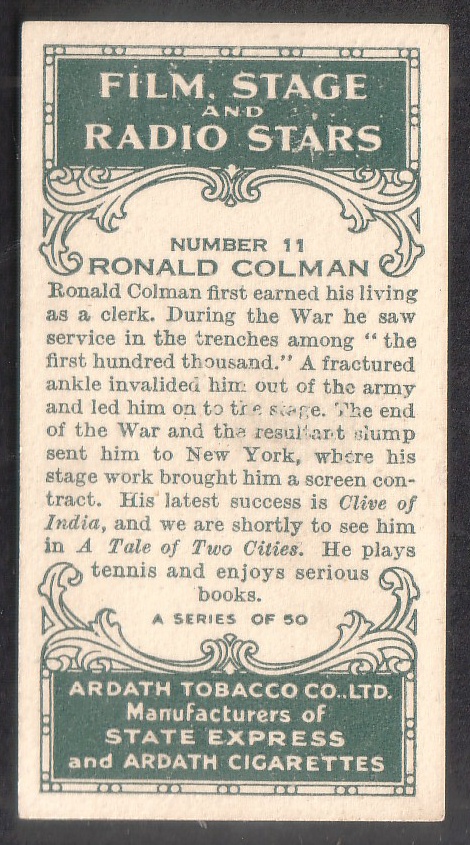 FILM, STAGE
AND
RADIO STARS
NUMBER 11
RONALD COLMAN
Ronald Colman first earned his living
as a clerk. During the War he saw
service in the trenches among “ the
first hundred thousand.” A fractured
ankle invalided him out of the army
and led him on to the stage. The end
of the War and the resultant slump
sent him to New York, where his
stage work brought him a screen con-
tract. His latest success is Clive of
India, and we are shortly to see him
in A Tale of Two Cities. He plays
tennis and enjoys serious
books.
A SERIES OF 50
ARDATH TOBACCO CO., LTD.
Manufacturers of
STATE EXPRESS
and ARDATH CIGARETTES